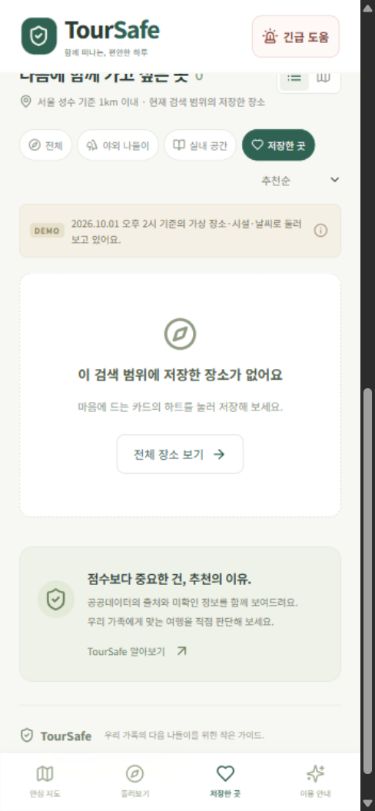 TourSafe
함께 떠나는, 편안한 하루
긴급 도움
다음에 함께 가고 싶은 곳 0
서울 성수 기준 1km 이내 · 현재 검색 범위의 저장한 장소
전체
야외 나들이
실내 공간
저장한 곳
추천순
DEMO
2026.10.01 오후 2시 기준의 가상 장소·시설·날씨로 둘러
보고 있어요.
이 검색 범위에 저장한 장소가 없어요
마음에 드는 카드의 하트를 눌러 저장해 보세요.
전체 장소 보기
점수보다 중요한 건, 추천의 이유.
공공데이터의 출처와 미확인 정보를 함께 보여드려요.
우리 가족에게 맞는 여행을 직접 판단해 보세요.
TourSafe 알아보기
TourSafe
우리 가족의 다음 나들이를 위한 작은 가이드.
안심 지도
둘러보기
저장한 곳
이용 안내